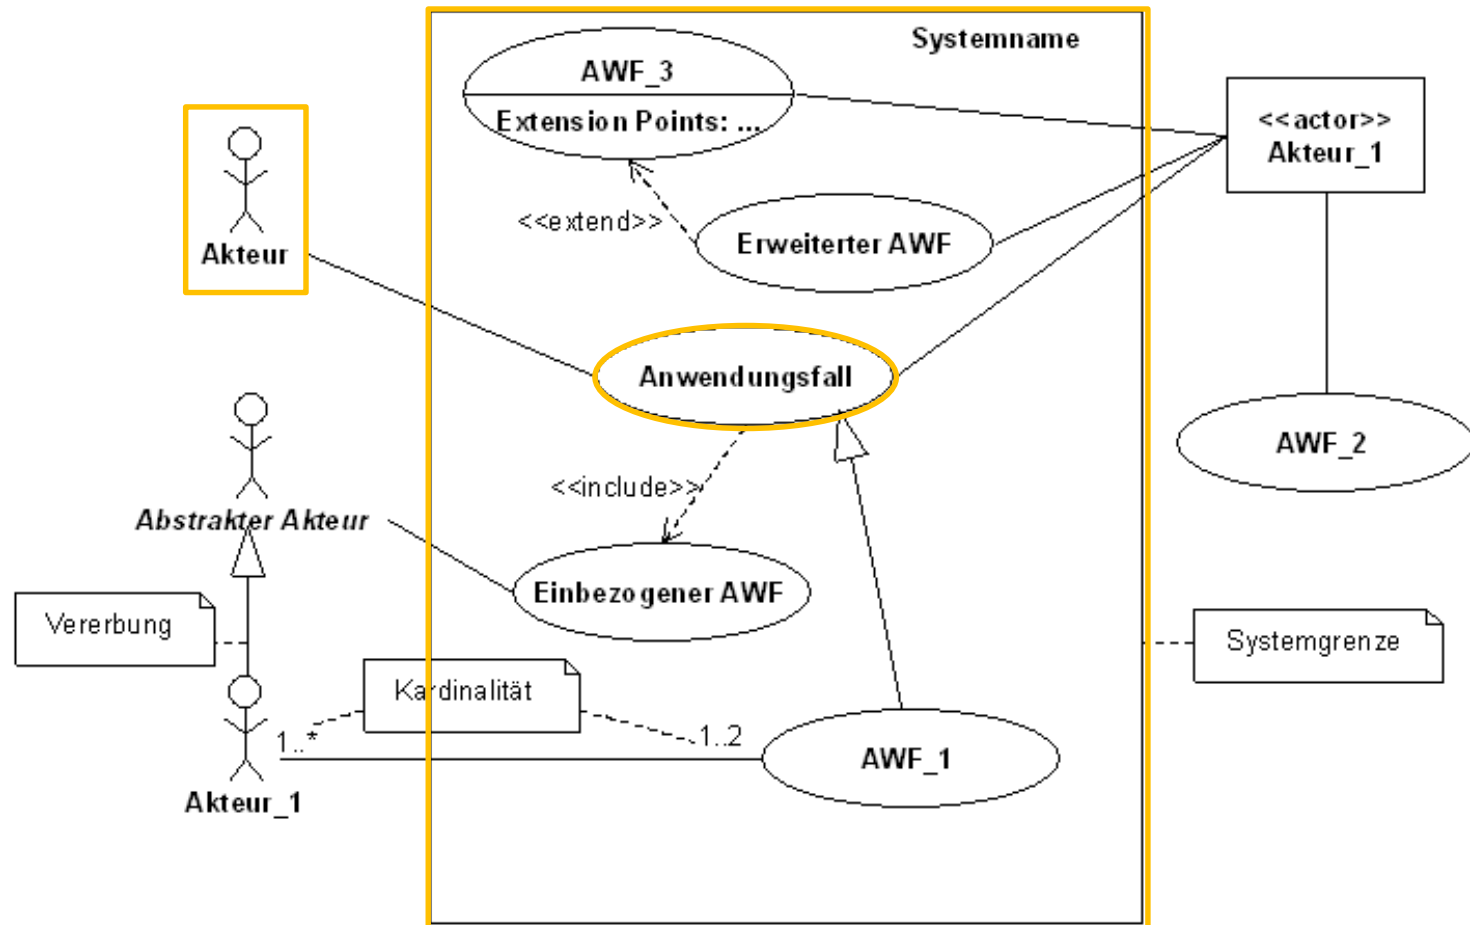 Systemname
AWF_3
Extension Points: ...
<<actor>>
Akteur_1
<<extend>>
Erweiterter AWF
Akteur
Anwendungsfall
AWF_2
<<include>>
Abstrakter Akteur
Einbezogener AWF
Vererbung
Systemgrenze
Kardinalität
1..*
1..2
AWF_1
Akteur_1